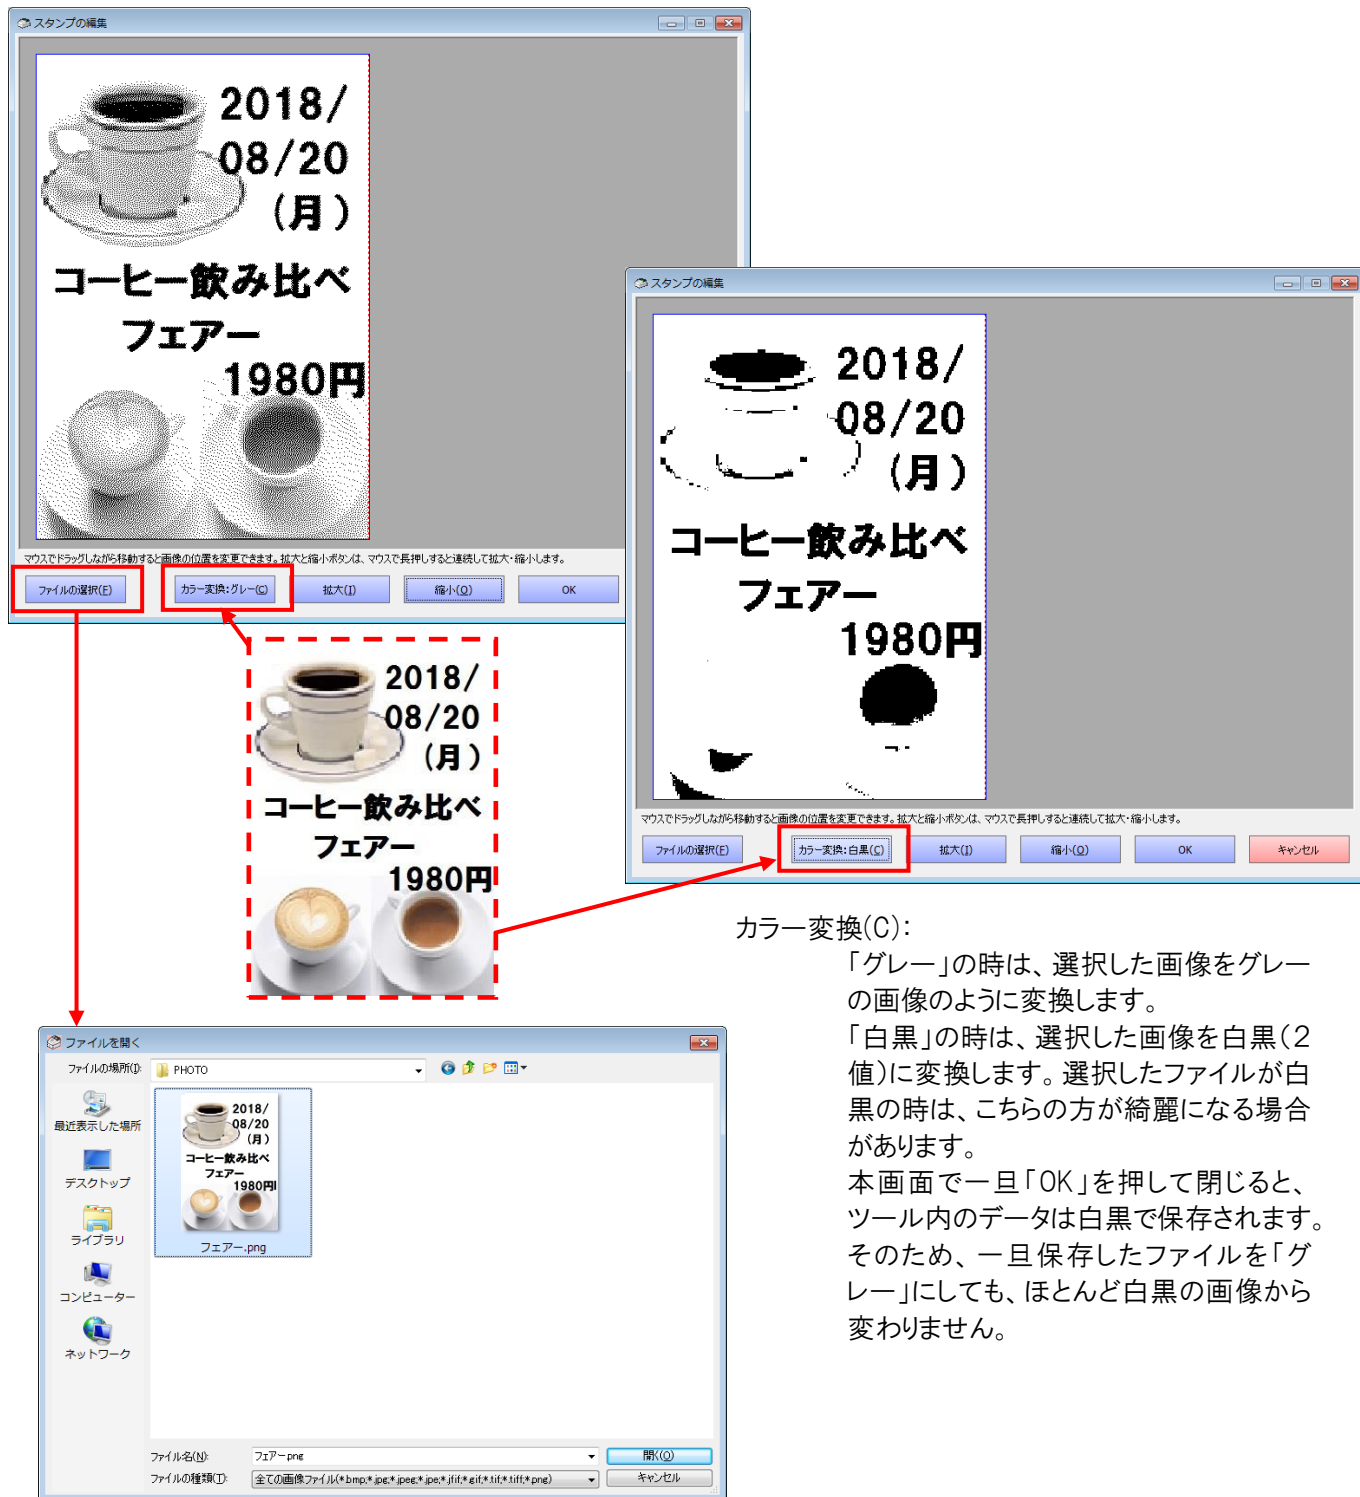 スタンプの編集
2018/
08/20
(月)
コーヒー飲み比べ
フェアー
1980円
マウスでドラッグしながら移動すると画像の位置を変更できます。拡大と縮小ボタンは、マウスで長押しすると連続して拡大・縮小します。
ファイルの選択(F)
カラー変換:グレー(C)
拡大(I)
縮小(O)
OK
スタンプの編集
2018/
08/20
(月)
コーヒー飲み比べ
フェアー
1980円
マウスでドラッグしながら移動すると画像の位置を変更できます。拡大と縮小ボタンは、マウスで長押しすると連続して拡大・縮小します。
ファイルの選択(F)
カラー変換:白黒(C)
拡大(I)
縮小(O)
OK
キャンセル
2018/
08/20
(月)
コーヒー飲み比べ
フェアー
1980円
カラー変換(C):
「グレー」の時は、選択した画像をグレー
の画像のように変換します。
「白黒」の時は、選択した画像を白黒(2
値)に変換します。選択したファイルが白
黒の時は、こちらの方が綺麗になる場合
があります。
本画面で一旦「OK」を押して閉じると、
ツール内のデータは白黒で保存されます。
そのため、一旦保存したファイルを「グ
レー」にしても、ほとんど白黒の画像から
変わりません。
ファイルを開く
ファイルの場所(I):
PHOTO
最近表示した場所
デスクトップ
ライブラリ
コンピューター
ネットワーク
2018/
08/20
(月)
コーヒー飲み比べ
フェアー
1980円
フェアー.png
ファイル名(N):
フェアー.png
開く(O)
ファイルの種類(T):
全ての画像ファイル(*.bmp;*.jpg;*.jpeg;*.jpe;*.jfif;*.gif;*.tif;*.tiff;*.png)
キャンセル